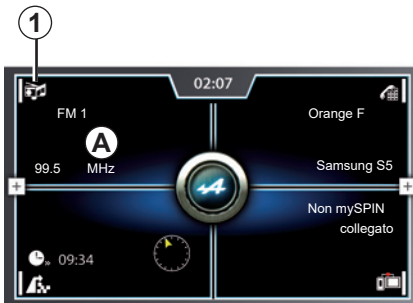 1
02:07
FM 1
Orange F
A
99.5 MHz
Samsung S5
Non mySPIN
collegato
09:34